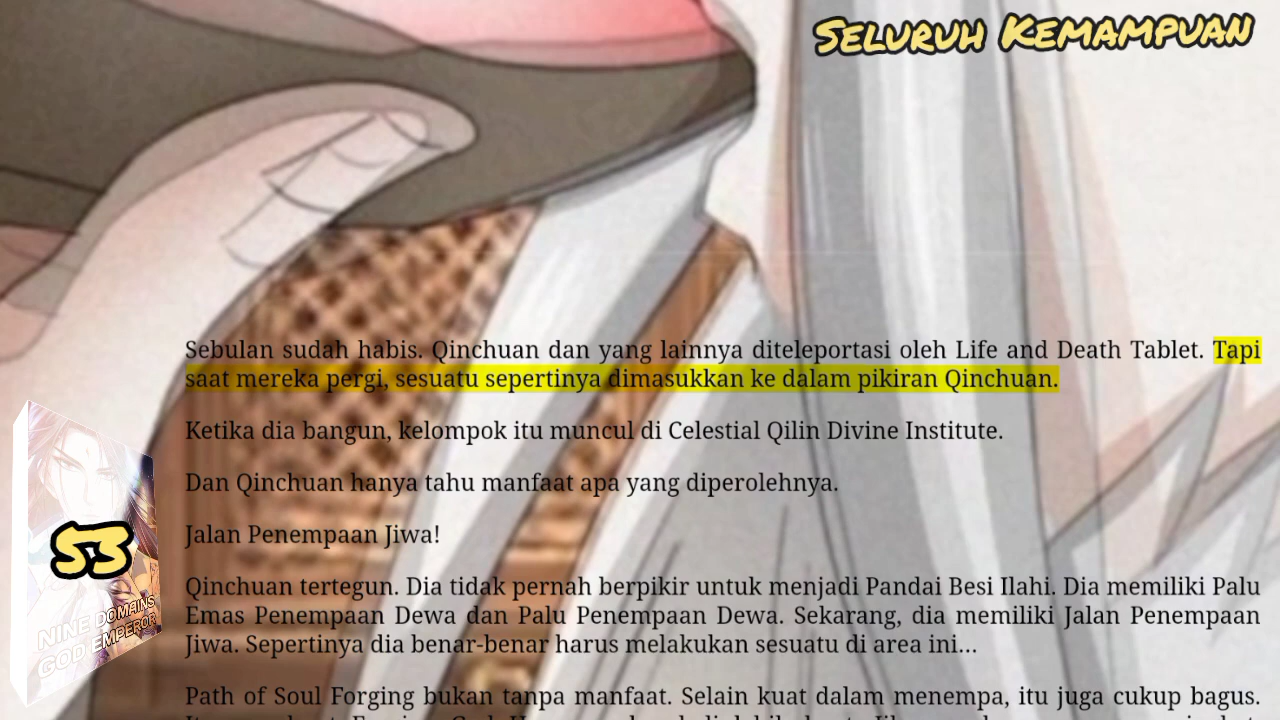 Seluruh Kemampuan
Sebulan sudah habis. Qinchuan dan yang lainnya diteleportasi oleh Life and Death Tablet. Tapi
saat mereka pergi, sesuatu sepertinya dimasukkan ke dalam pikiran Qinchuan.
Ketika dia bangun, kelompok itu muncul di Celestial Qilin Divine Institute.
Dan Qinchuan hanya tahu manfaat apa yang diperolehnya.
Jalan Penempaan Jiwa!
Qinchuan tertegun. Dia tidak pernah berpikir untuk menjadi Pandai Besi Ilahi. Dia memiliki Palu
Emas Penempaan Dewa dan Palu Penempaan Dewa. Sekarang, dia memiliki Jalan Penempaan
Jiwa. Sepertinya dia benar-benar harus melakukan sesuatu di area ini...
Path of Soul Forging bukan tanpa manfaat. Selain kuat dalam menempa, itu juga cukup bagus.
53
NINE DOMAINS
GOD EMPEROR